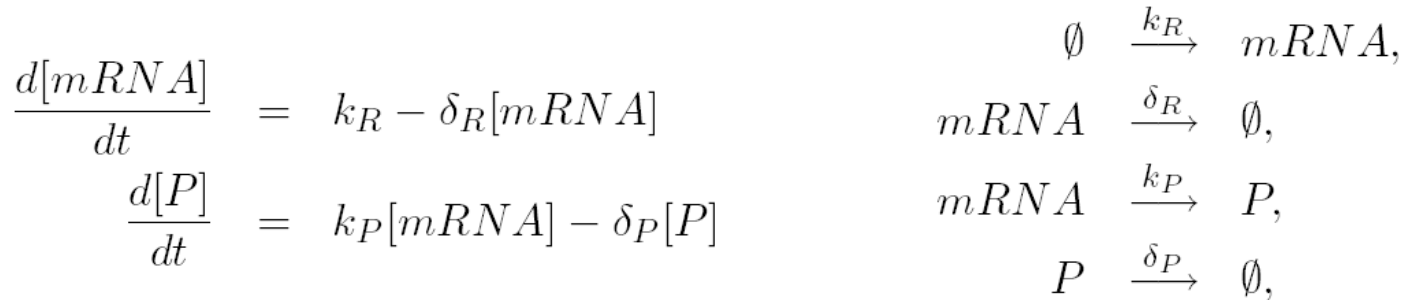 d[mRNA]/dt = k_R − δ_R[mRNA]
d[P]/dt = k_P[mRNA] − δ_P[P]
∅ —k_R→ mRNA,
mRNA —δ_R→ ∅,
mRNA —k_P→ P,
P —δ_P→ ∅,